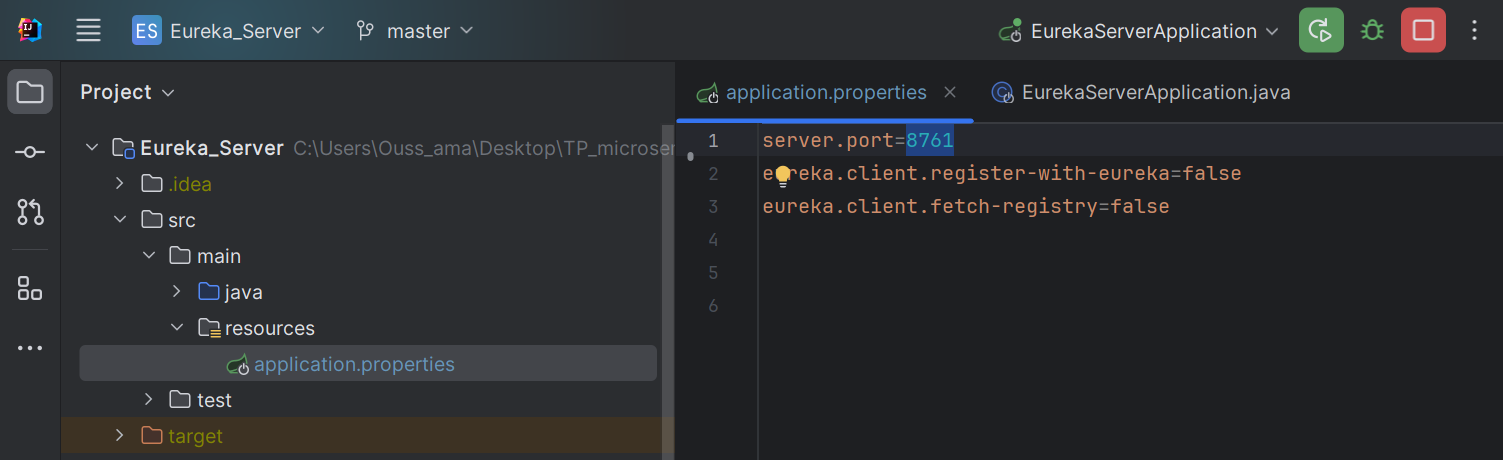 ES Eureka_Server master EurekaServerApplication
Project
application.properties EurekaServerApplication.java
Eureka_Server C:\Users\Ouss_ama\Desktop\TP_microser
.idea
src
main
java
resources
application.properties
test
target
1 server.port=8761
2 eureka.client.register-with-eureka=false
3 eureka.client.fetch-registry=false
4
5
6